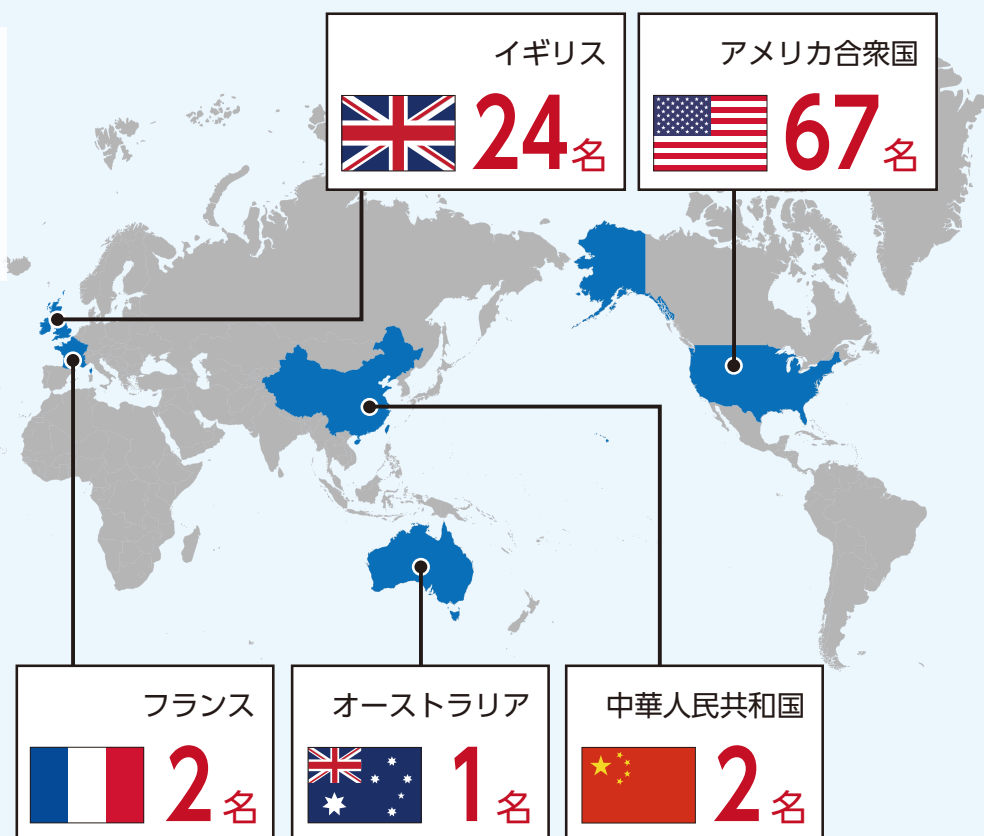 イギリス
24名
アメリカ合衆国
67名
フランス
2名
オーストラリア
1名
中華人民共和国
2名